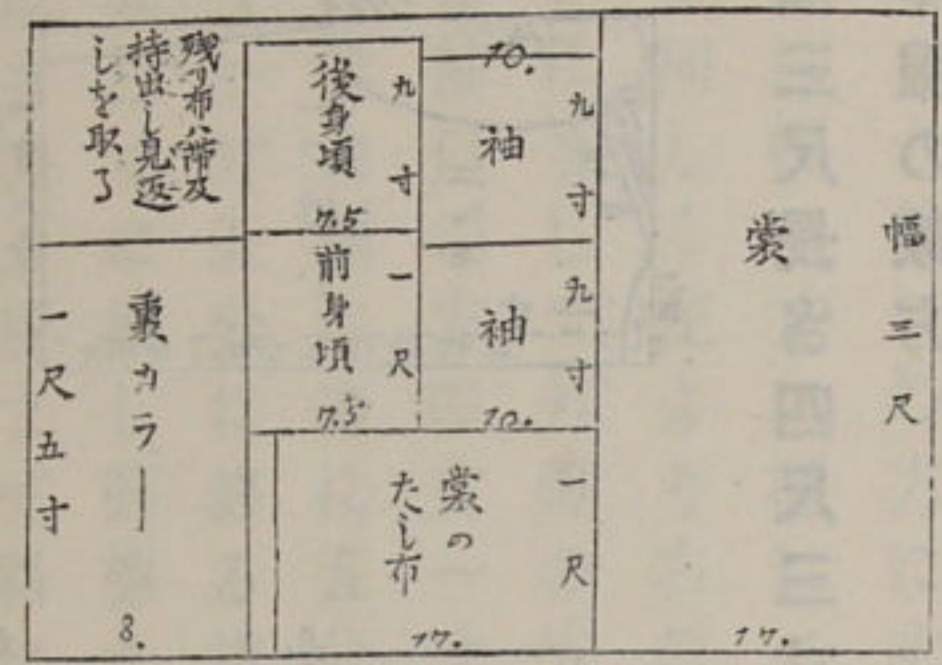 幅三尺
裳
17.
10.
九寸
袖
九寸
袖
10.
一尺
裳の
たし布
17.
九寸
後身頃
7.5
一尺
前身頃
7.5
残り布ハ帶及
持出し見返
しを取る
裏カラー
一尺五寸
8.